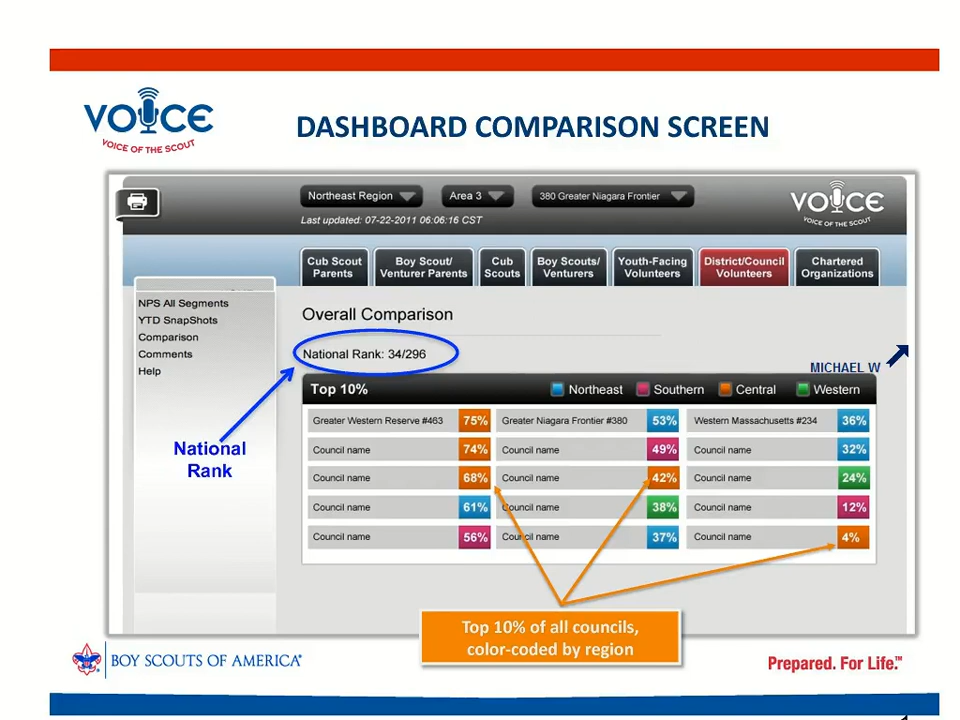 VOICE
VOICE OF THE SCOUT
DASHBOARD COMPARISON SCREEN
Northeast Region
Area 3
380 Greater Niagara Frontier
VOICE
VOICE OF THE SCOUT
Last updated: 07-22-2011 06:06:16 CST
Cub Scout Parents
Boy Scout/ Venturer Parents
Cub Scouts
Boy Scouts/ Venturers
Youth-Facing Volunteers
District/Council Volunteers
Chartered Organizations
NPS All Segments
YTD SnapShots
Comparison
Comments
Help
Overall Comparison
National Rank: 34/296
MICHAEL W
National
Rank
Top 10% Northeast Southern Central Western
Greater Western Reserve #463 75% Greater Niagara Frontier #380 53% Western Massachusetts #234 36%
Council name 74% Council name 49% Council name 32%
Council name 68% Council name 42% Council name 24%
Council name 61% Council name 38% Council name 12%
Council name 56% Council name 37% Council name 4%
Top 10% of all councils,
color-coded by region
BOY SCOUTS OF AMERICA®
Prepared. For Life.™